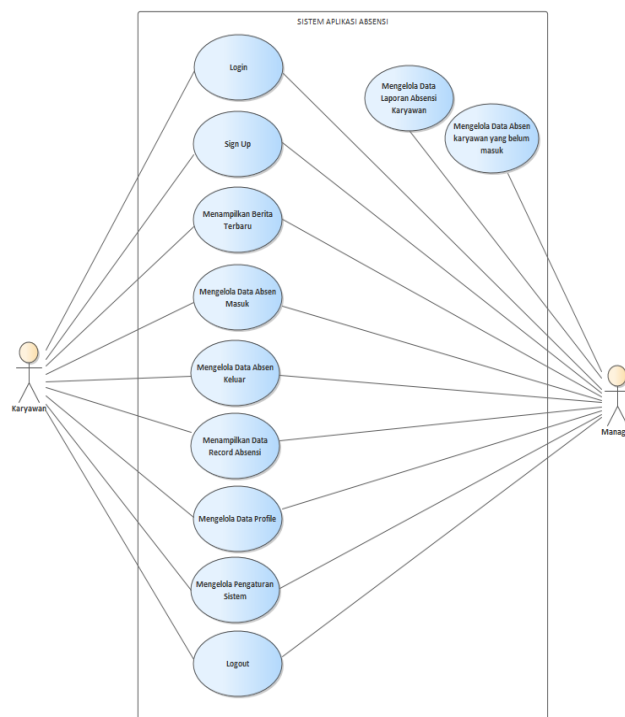 SISTEM APLIKASI ABSENSI
Login
Mengelola Data
Laporan Absensi
Karyawan
Mengelola Data Absen
karyawan yang belum
masuk
Sign Up
Menampilkan Berita
Terbaru
Mengelola Data Absen
Masuk
Mengelola Data Absen
Keluar
Karyawan
Manag
Menampilkan Data
Record Absensi
Mengelola Data Profile
Mengelola Pengaturan
Sistem
Logout